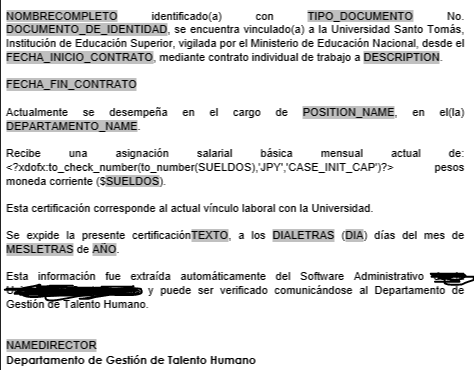 NOMBRECOMPLETO identificado(a) con TIPO_DOCUMENTO No.
DOCUMENTO_DE_IDENTIDAD, se encuentra vinculado(a) a la Universidad Santo Tomás,
Institución de Educación Superior, vigilada por el Ministerio de Educación Nacional, desde el
FECHA_INICIO_CONTRATO, mediante contrato individual de trabajo a DESCRIPTION.
FECHA_FIN_CONTRATO
Actualmente se desempeña en el cargo de POSITION_NAME, en el(la)
DEPARTAMENTO_NAME.
Recibe una asignación salarial básica mensual actual de:
<?xdofx:to_check_number(to_number(SUELDOS),'JPY','CASE_INIT_CAP')?> pesos
moneda corriente ($SUELDOS).
Esta certificación corresponde al actual vínculo laboral con la Universidad.
Se expide la presente certificaciónTEXTO, a los DIALETRAS (DIA) días del mes de
MESLETRAS de AÑO.
Esta información fue extraída automáticamente del Software Administrativo
y puede ser verificado comunicándose al Departamento de
Gestión de Talento Humano.
NAMEDIRECTOR
Departamento de Gestión de Talento Humano